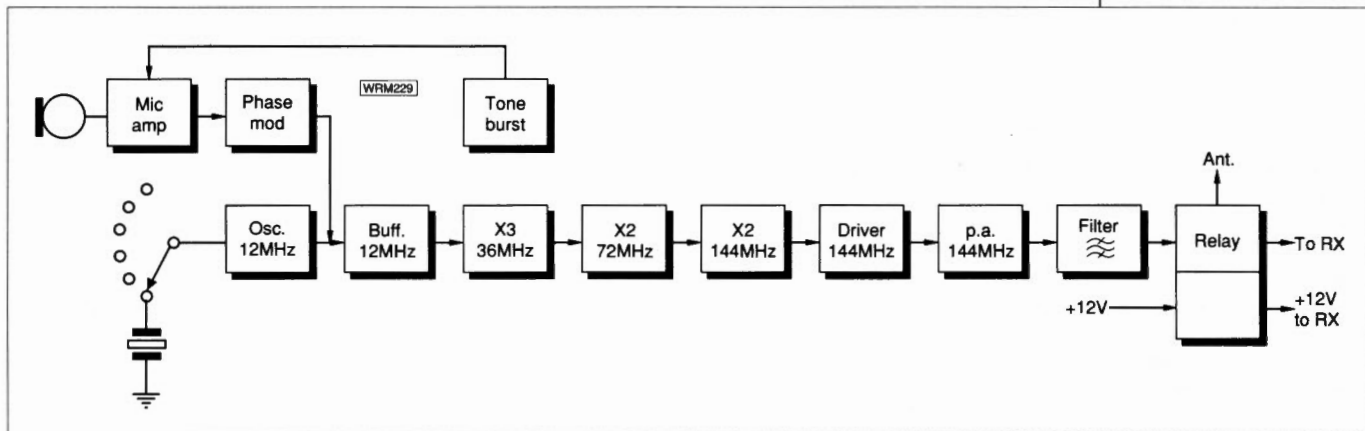 Mic
amp
Phase
mod
WRM229
Tone
burst
Osc.
12MHz
Buff.
12MHz
X3
36MHz
X2
72MHz
X2
144MHz
Driver
144MHz
p.a.
144MHz
Filter
Ant.
Relay
To RX
+12V
+12V
to RX